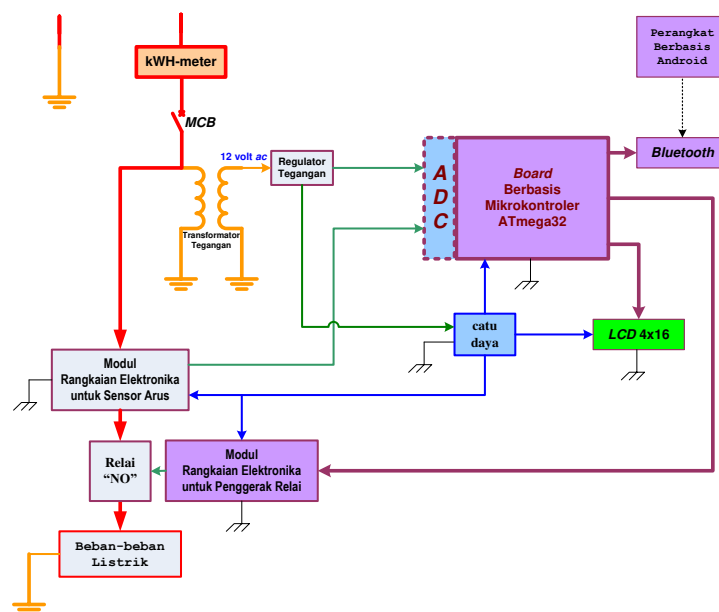 Perangkat
Berbasis
Android
kWH-meter
MCB
12 volt ac
Regulator
Tegangan
A
D
C
Board
Berbasis
Mikrokontroler
ATmega32
Bluetooth
Transformator
Tegangan
catu
daya
LCD 4x16
Modul
Rangkaian Elektronika
untuk Sensor Arus
Relai
“NO”
Modul
Rangkaian Elektronika
untuk Penggerak Relai
Beban-beban
Listrik